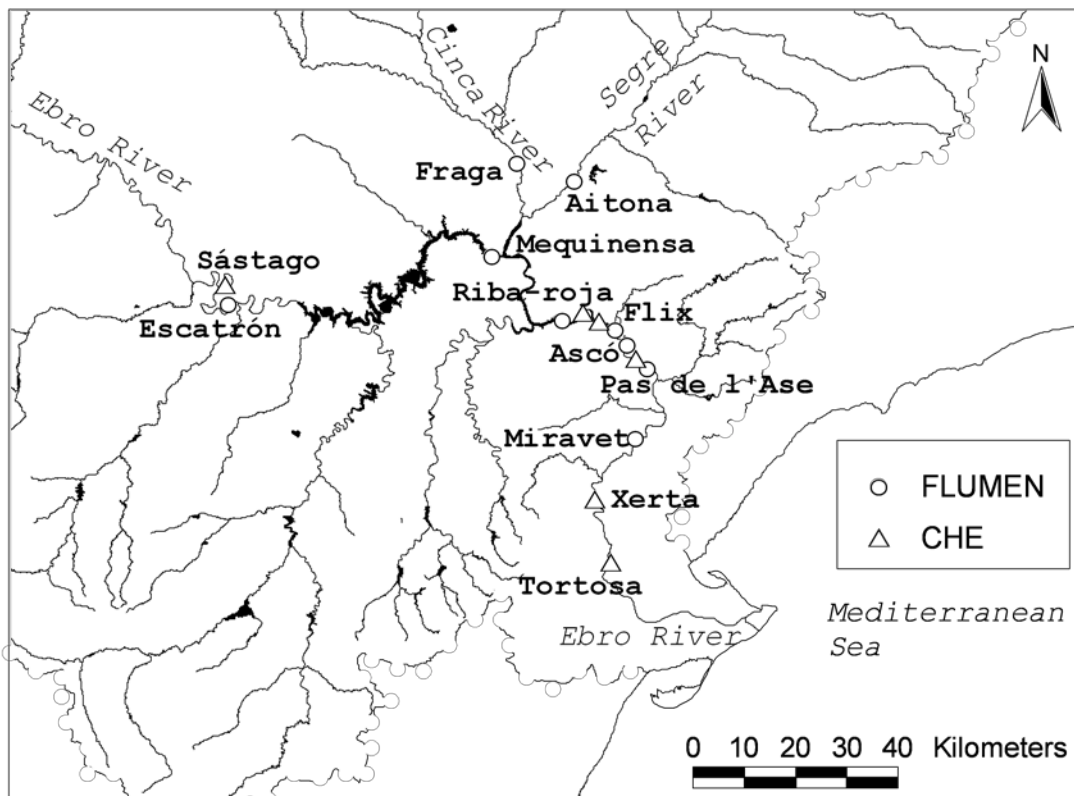 Cinca River
Segre River
N
Ebro River
Fraga
Aitona
Mequinensa
Sástago
Riba-roja
Escatrón
Flix
Ascó
Pas de l'Ase
Miravet
FLUMEN
Xerta
CHE
Tortosa
Ebro River
Mediterranean
Sea
0 10 20 30 40 Kilometers